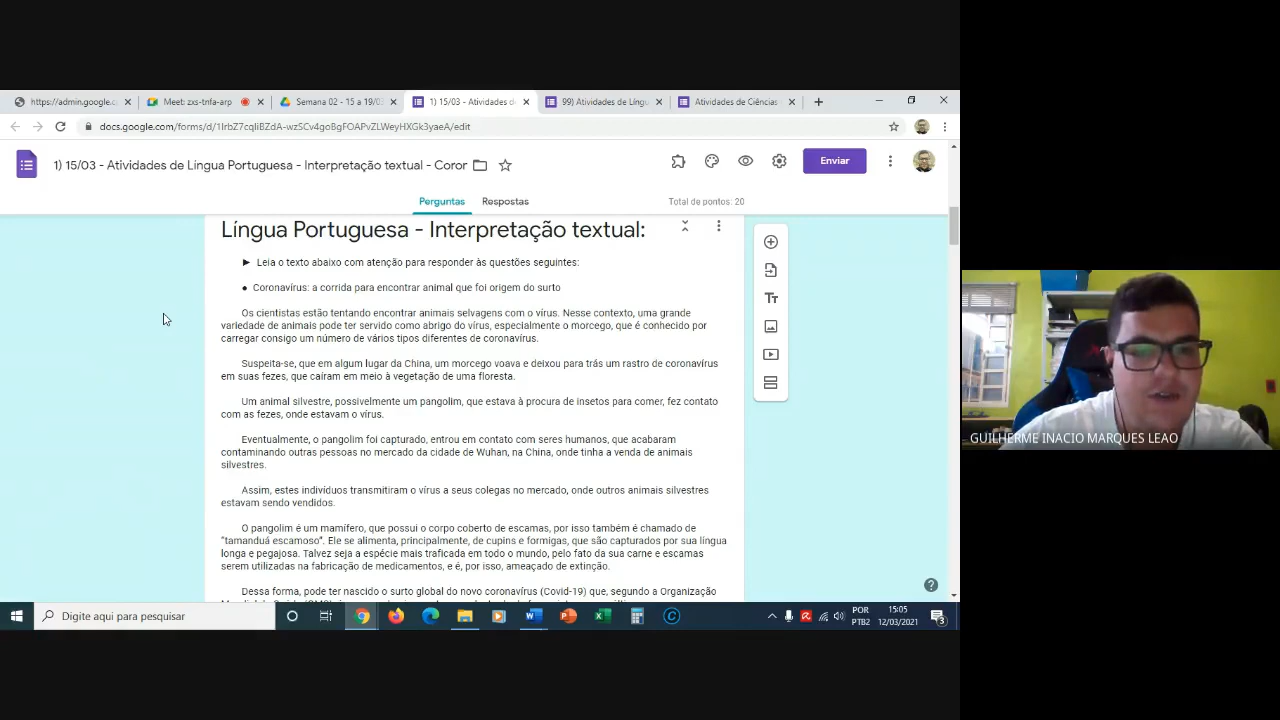 https://admin.google.c
Meet: zxs-tnfa-arp
Semana 02 - 15 a 19/03
1) 15/03 - Atividades de
99) Atividades de Língu
Atividades de Ciências
docs.google.com/forms/d/1IrbZ7cqIiBZdA-wzSCv4goBgFOAPvZLWeyHXGk3yaeA/edit
1) 15/03 - Atividades de Língua Portuguesa - Interpretação textual - Coror
Enviar
Perguntas
Respostas
Total de pontos: 20
Língua Portuguesa - Interpretação textual:
► Leia o texto abaixo com atenção para responder às questões seguintes:
● Coronavírus: a corrida para encontrar animal que foi origem do surto
Os cientistas estão tentando encontrar animais selvagens com o vírus. Nesse contexto, uma grande
variedade de animais pode ter servido como abrigo do vírus, especialmente o morcego, que é conhecido por
carregar consigo um número de vários tipos diferentes de coronavírus.
Suspeita-se, que em algum lugar da China, um morcego voava e deixou para trás um rastro de coronavírus
em suas fezes, que caíram em meio à vegetação de uma floresta.
Um animal silvestre, possivelmente um pangolim, que estava à procura de insetos para comer, fez contato
com as fezes, onde estavam o vírus.
Eventualmente, o pangolim foi capturado, entrou em contato com seres humanos, que acabaram
contaminando outras pessoas no mercado da cidade de Wuhan, na China, onde tinha a venda de animais
silvestres.
Assim, estes indivíduos transmitiram o vírus a seus colegas no mercado, onde outros animais silvestres
estavam sendo vendidos.
O pangolim é um mamífero, que possui o corpo coberto de escamas, por isso também é chamado de
"tamanduá escamoso". Ele se alimenta, principalmente, de cupins e formigas, que são capturados por sua língua
longa e pegajosa. Talvez seja a espécie mais traficada em todo o mundo, pelo fato da sua carne e escamas
serem utilizadas na fabricação de medicamentos, e é, por isso, ameaçado de extinção.
Dessa forma, pode ter nascido o surto global do novo coronavírus (Covid-19) que, segundo a Organização
GUILHERME INACIO MARQUES LEAO
Digite aqui para pesquisar
POR
PTB2
15:05
12/03/2021
3